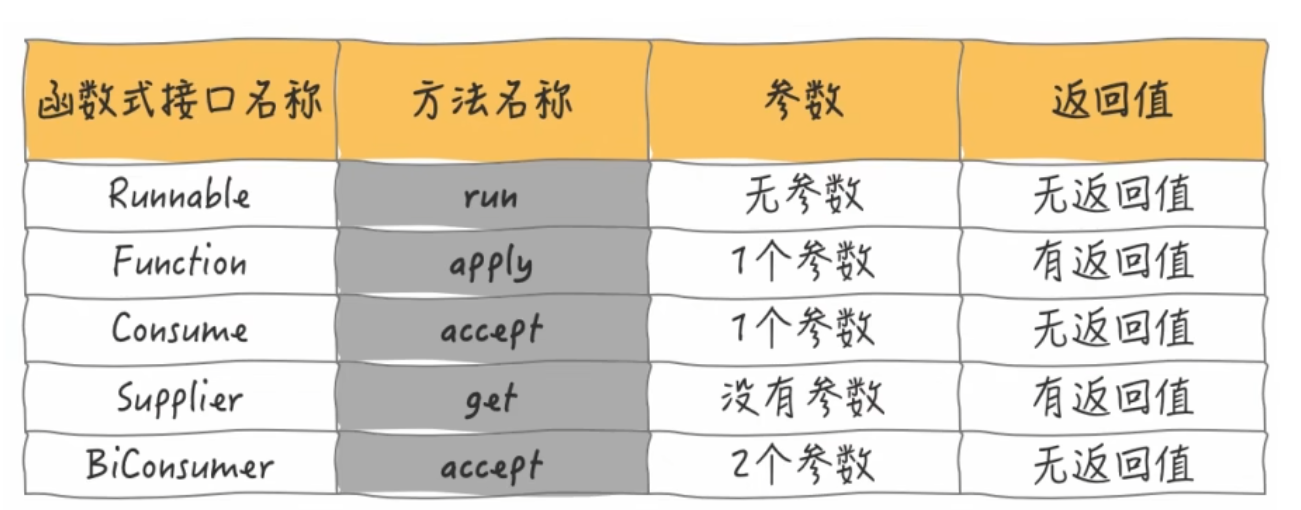 函数式接口名称 方法名称 参数 返回值
Runnable run 无参数 无返回值
Function apply 1个参数 有返回值
Consume accept 1个参数 无返回值
Supplier get 没有参数 有返回值
BiConsumer accept 2个参数 无返回值